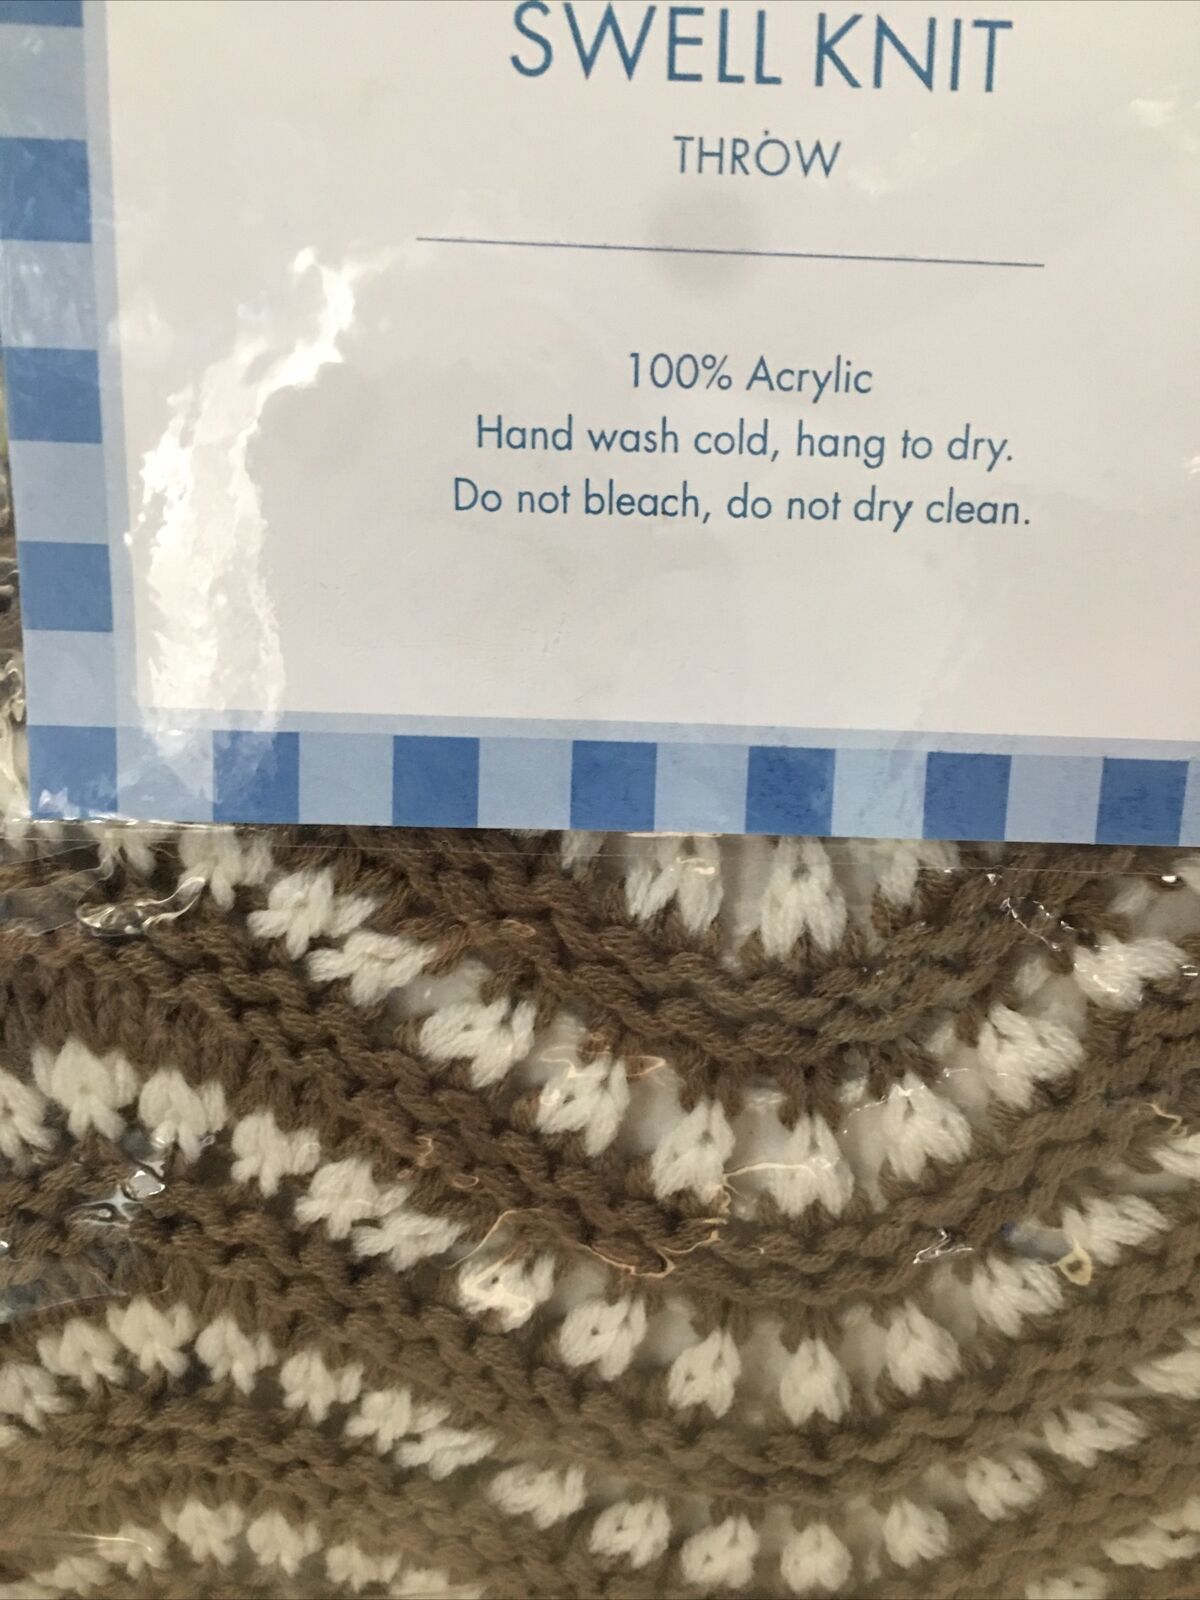 SWELL KNIT
THROW
100% Acrylic
Hand wash cold, hang to dry.
Do not bleach, do not dry clean.